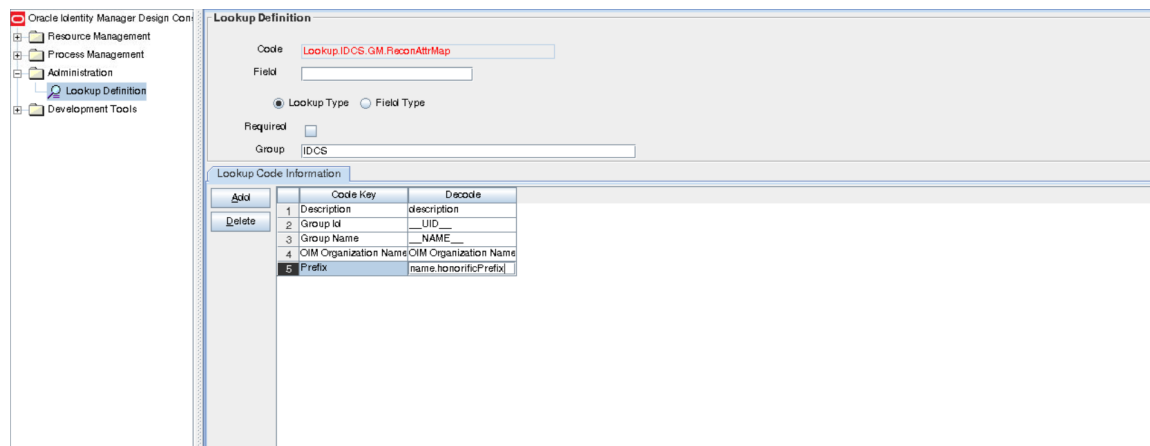 Oracle Identity Manager Design Con
Resource Management
Process Management
Administration
Lookup Definition
Development Tools
Lookup Definition
Code Lookup.IDCS.GM.ReconAttrMap
Field
Lookup Type Field Type
Required
Group IDCS
Lookup Code Information
Add
Delete
Code Key Decode
1 Description description
2 Group Id __UID__
3 Group Name __NAME__
4 OIM Organization Name OIM Organization Name
5 Prefix name.honorificPrefix